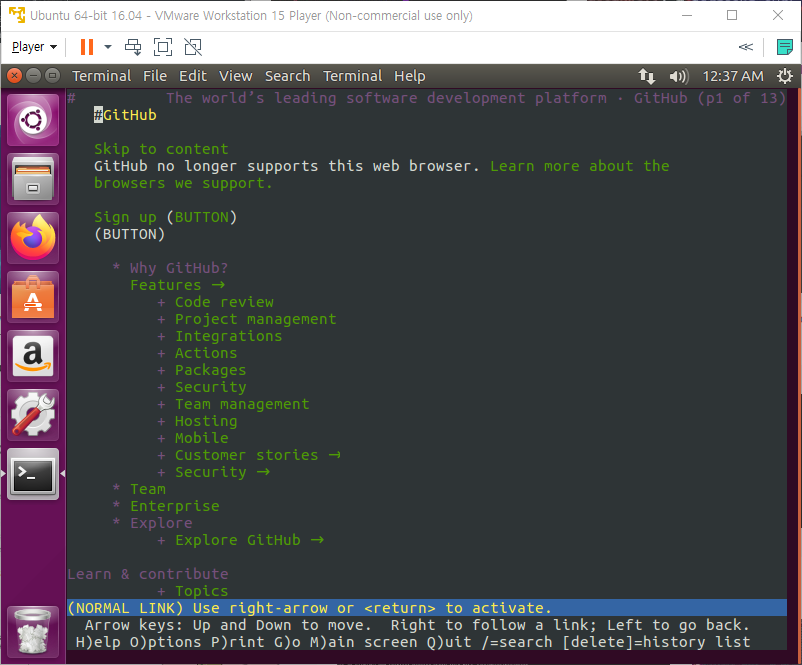 Ubuntu 64-bit 16.04 - VMware Workstation 15 Player (Non-commercial use only)
Player
Terminal File Edit View Search Terminal Help 12:37 AM
# The world's leading software development platform · GitHub (p1 of 13)
#GitHub
Skip to content
GitHub no longer supports this web browser. Learn more about the
browsers we support.
Sign up (BUTTON)
(BUTTON)
* Why GitHub?
Features →
+ Code review
+ Project management
+ Integrations
+ Actions
+ Packages
+ Security
+ Team management
+ Hosting
+ Mobile
+ Customer stories →
+ Security →
* Team
* Enterprise
* Explore
+ Explore GitHub →
Learn & contribute
+ Topics
(NORMAL LINK) Use right-arrow or <return> to activate.
Arrow keys: Up and Down to move. Right to follow a link; Left to go back.
H)elp O)ptions P)rint G)o M)ain screen Q)uit /=search [delete]=history list